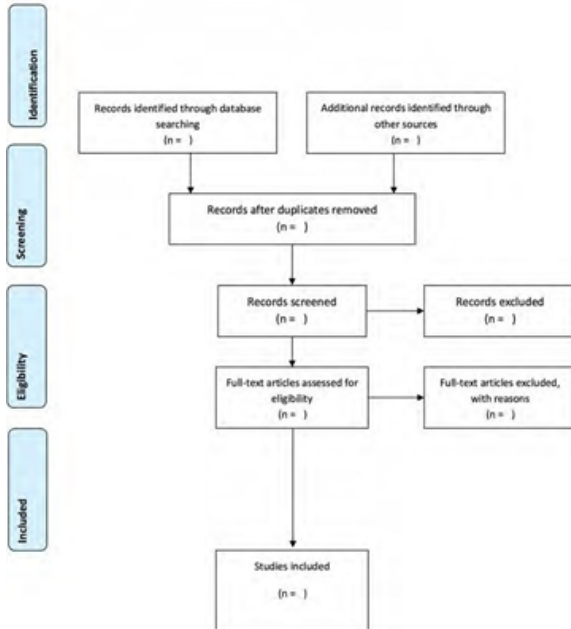 Identification
Records identified through database
searching
(n = )
Additional records identified through
other sources
(n = )
Screening
Records after duplicates removed
(n = )
Records screened
(n = )
Records excluded
(n = )
Eligibility
Full-text articles assessed for
eligibility
(n = )
Full-text articles excluded,
with reasons
(n = )
Included
Studies included
(n = )